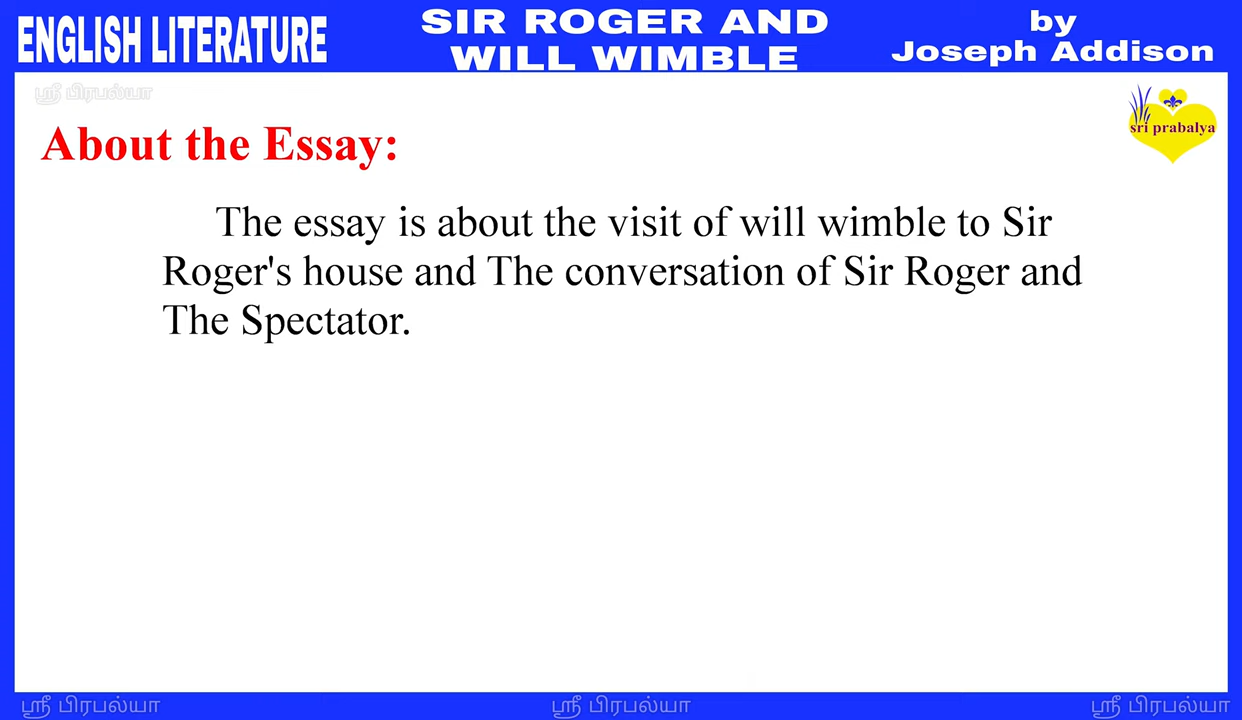 ENGLISH LITERATURE
SIR ROGER AND
WILL WIMBLE
by
Joseph Addison
ஸ்ரீ பிரபல்யா
sri prabalya
About the Essay:
The essay is about the visit of will wimble to Sir
Roger's house and The conversation of Sir Roger and
The Spectator.
ஸ்ரீ பிரபல்யா
ஸ்ரீ பிரபல்யா
ஸ்ரீ பிரபல்யா